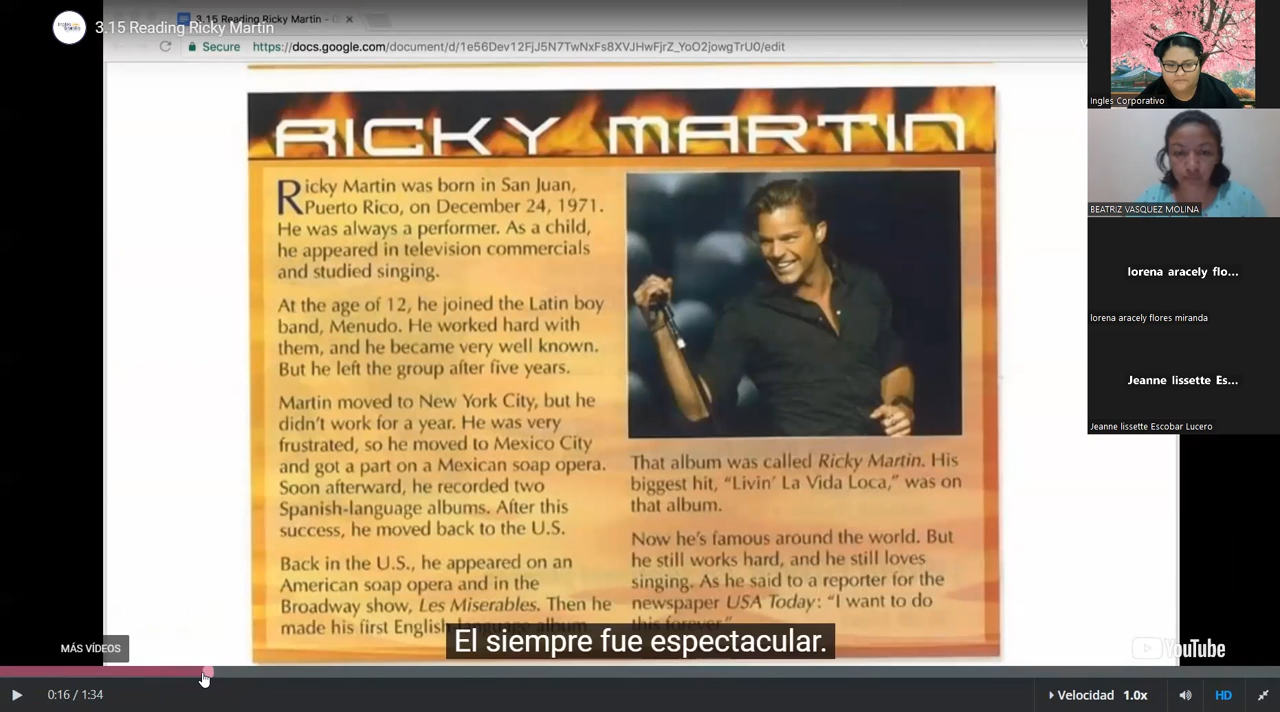 3.15 Reading Ricky Martin -
3.15 Reading Ricky Martin
Secure
https://docs.google.com/document/d/1e56Dev12FjJ5N7TwNxFs8XVJHwFjrZ_YoO2jowgTrU0/edit
RICKY MARTIN
Ricky Martin was born in San Juan,
Puerto Rico, on December 24, 1971.
He was always a performer. As a child,
he appeared in television commercials
and studied singing.
At the age of 12, he joined the Latin boy
band, Menudo. He worked hard with
them, and he became very well known.
But he left the group after five years.
Martin moved to New York City, but he
didn't work for a year. He was very
frustrated, so he moved to Mexico City
and got a part on a Mexican soap opera.
Soon afterward, he recorded two
Spanish-language albums. After this
success, he moved back to the U.S.
Back in the U.S., he appeared on an
American soap opera and in the
Broadway show, Les Miserables. Then he
made his first English language album.
That album was called Ricky Martin. His
biggest hit, "Livin' La Vida Loca," was on
that album.
Now he's famous around the world. But
he still works hard, and he still loves
singing. As he said to a reporter for the
newspaper USA Today: "I want to do
this forever."
El siempre fue espectacular.
MÁS VÍDEOS
YouTube
0:16 / 1:34
Velocidad 1.0x
HD
Ingles Corporativo
BEATRIZ VASQUEZ MOLINA
lorena aracely flo...
lorena aracely flores miranda
Jeanne lissette Es...
Jeanne lissette Escobar Lucero